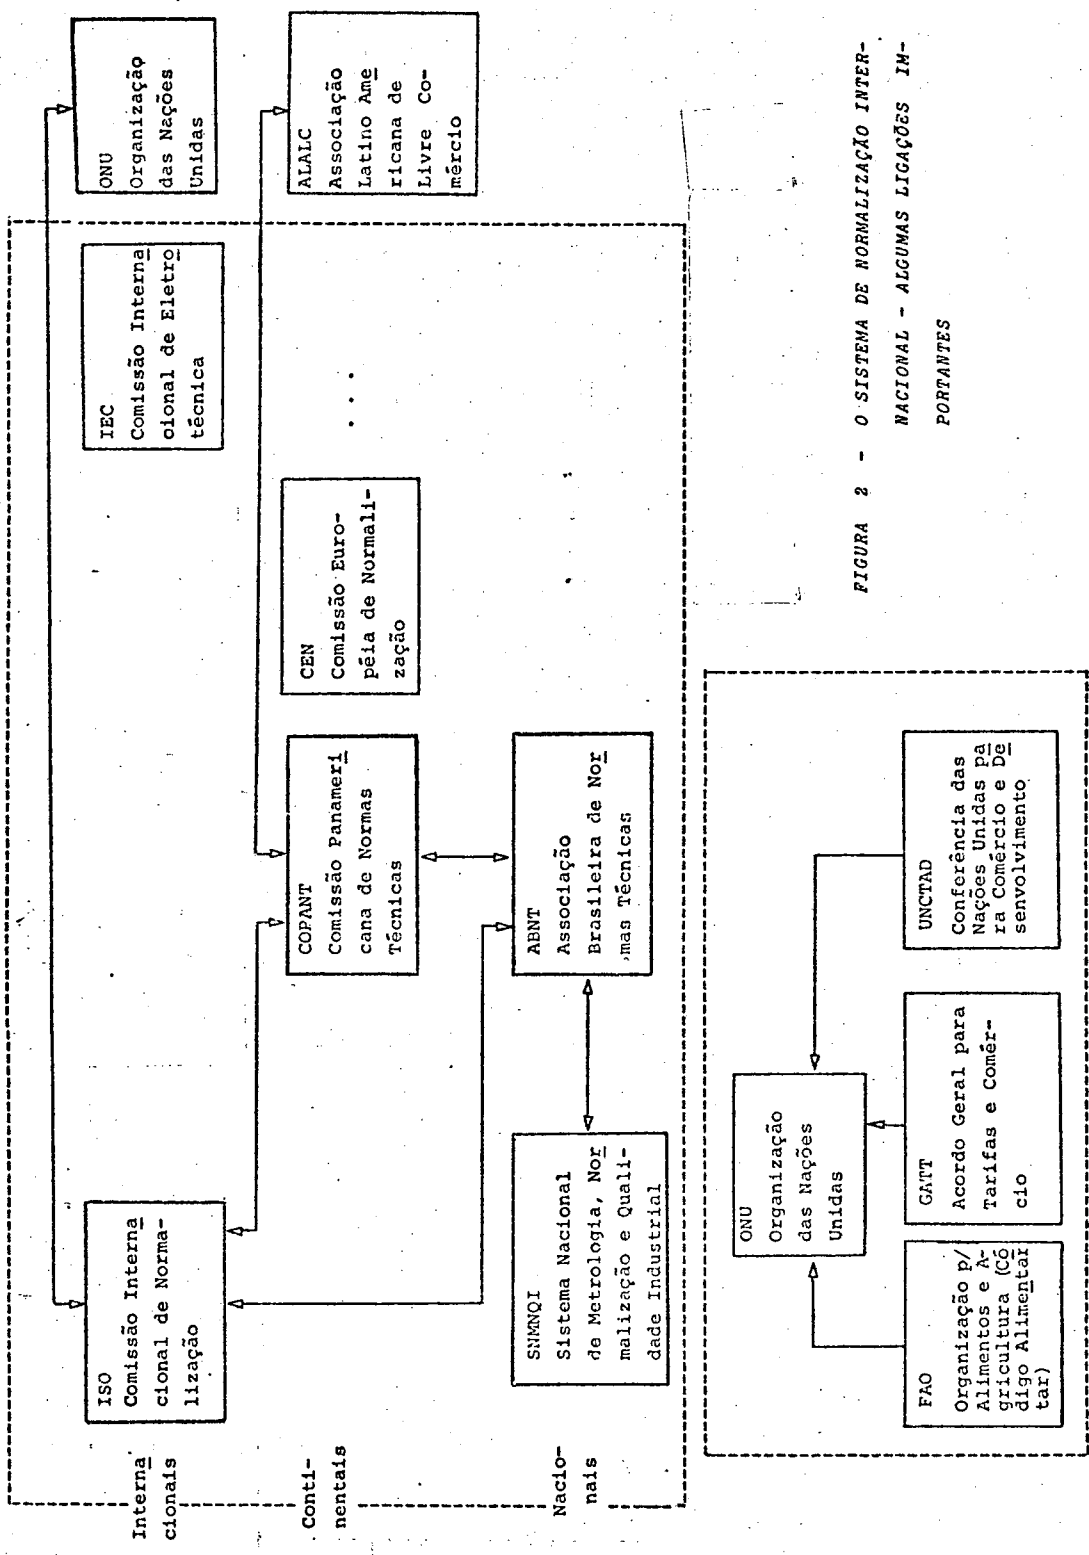 Interna
cionais
ISO
Comissão Interna
cional de Norma-
lização
IEC
Comissão Interna
cional de Eletro
técnica
ONU
Organização
das Nações
Unidas
Conti-
nentais
COPANT
Comissão Panameri
cana de Normas
Técnicas
CEN
Comissão Euro-
péia de Normali-
zação
. . .
ALALC
Associação
Latino Ame
ricana de
Livre Co-
mércio
Nacio-
nais
SNMNQI
Sistema Nacional
de Metrologia, Nor
malização e Quali-
dade Industrial
ABNT
Associação
Brasileira de Nor
mas Técnicas
ONU
Organização
das Nações
Unidas
FAO
Organização p/
Alimentos e A-
gricultura (Có
digo Alimentar
tar)
GATT
Acordo Geral para
Tarifas e Comér-
cio
UNCTAD
Conferência das
Nações Unidas pa
ra Comércio e De
senvolvimento
FIGURA 2 - O SISTEMA DE NORMALIZAÇÃO INTER-
NACIONAL - ALGUMAS LIGAÇÕES IM-
PORTANTES